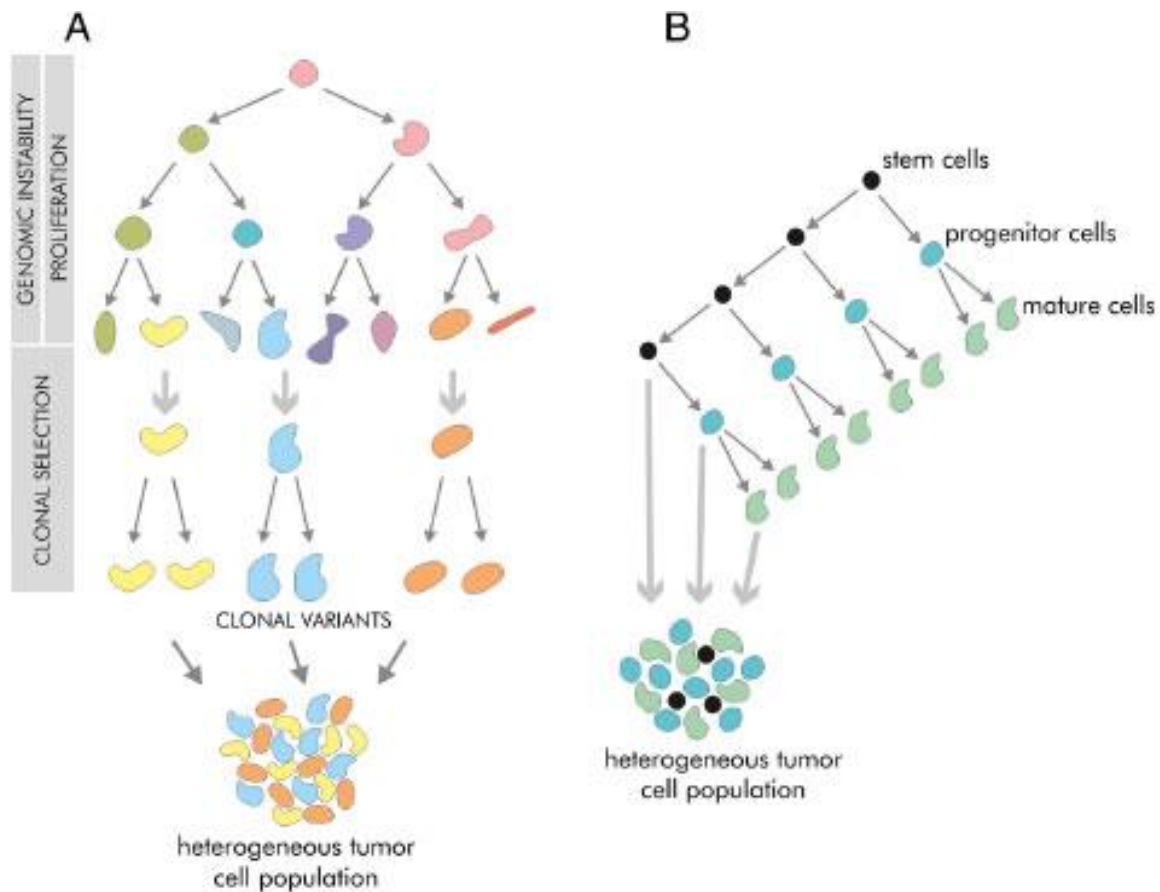 A
GENOMIC INSTABILITY
PROLIFERATION
CLONAL SELECTION
CLONAL VARIANTS
heterogeneous tumor
cell population
B
stem cells
progenitor cells
mature cells
heterogeneous tumor
cell population